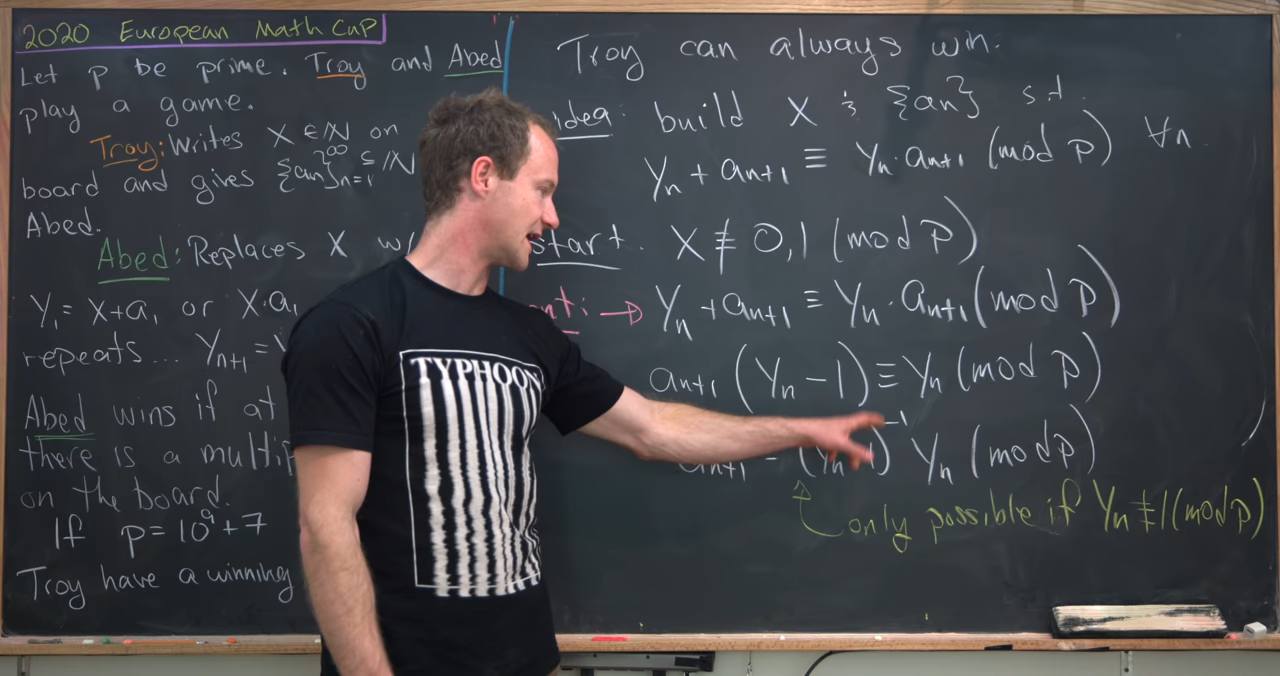 2020 European Math Cup
Let p be prime. Troy and Abed
play a game.
Troy: Writes X ∈ ℕ on
board and gives {an}∞n=1 ⊆ ℕ
Abed.
Abed: Replaces X w/
Y₁ = X+a₁ or X·a₁
repeats... Yn+1 =
Abed wins if at
there is a
on the board.
If p = 10⁹+7
Troy have a winning
Troy can always win.
idea: build X & {an} s.t.
Yn + an+1 ≡ Yn·an+1 (mod p) ∀n
start. X ≢ 0,1 (mod p)
Yn + an+1 ≡ Yn·an+1 (mod p)
an+1 (Yn-1) ≡ Yn (mod p)
Yn (mod p)
only possible if Yn ≢ 1 (mod p)
TYPHOON